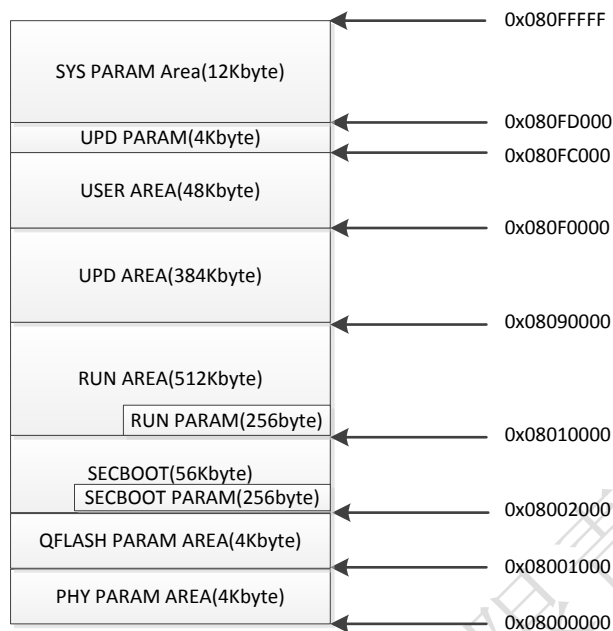 0x080FFFFF
SYS PARAM Area(12Kbyte)
0x080FD000
UPD PARAM(4Kbyte)
0x080FC000
USER AREA(48Kbyte)
0x080F0000
UPD AREA(384Kbyte)
0x08090000
RUN AREA(512Kbyte)
RUN PARAM(256byte)
0x08010000
SECBOOT(56Kbyte)
SECBOOT PARAM(256byte)
0x08002000
QFLASH PARAM AREA(4Kbyte)
0x08001000
PHY PARAM AREA(4Kbyte)
0x08000000